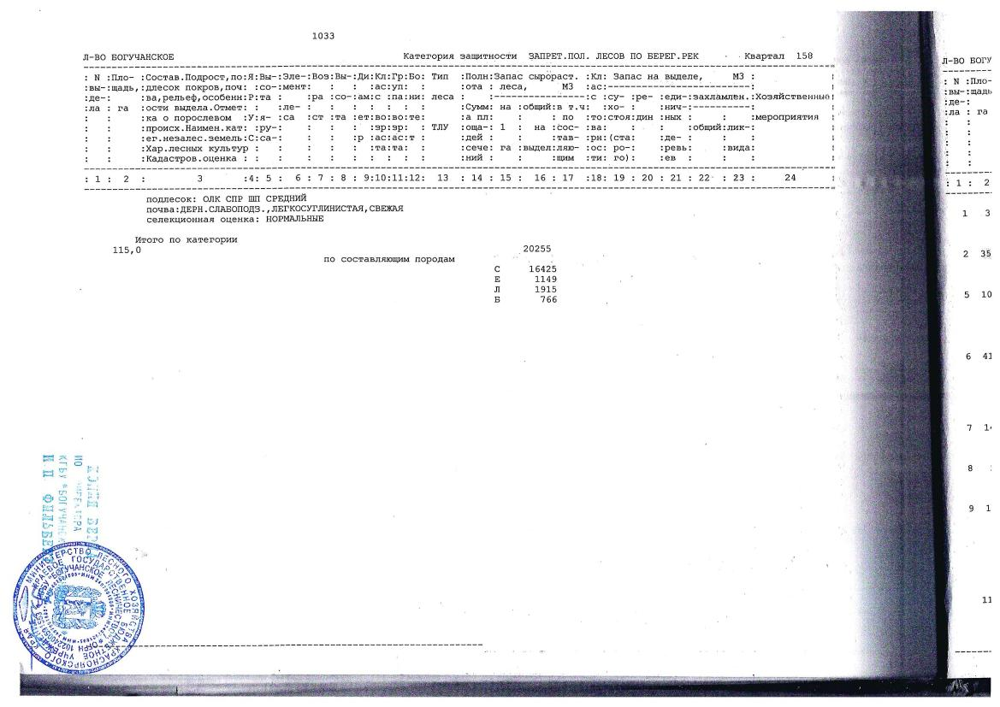 1033
Л-ВО БОГУЧАНСКОЕ Категория защитности ЗАПРЕТ.ПОЛ. ЛЕСОВ ПО БЕРЕГ.РЕК Квартал 158
: N :Пло- :Состав.Подрост,по:Я:Вы-:Эле-:Воз:Вы-:Ди:Кл:Гр:Бо: Тип :Полн:Запас сыораст. :Кл: Запас на выделе, М3 :
:вы-:щадь,:длесок покров,поч: :со-:мент: : : :ас:уп: : :ота : леса, М3 :ас:------------------------:
:де-: :ва,рельеф,особенн:Р:та : :ра :со-:ам:с :па:ни: леса : :----------------:с :су- :ре- :еди-:захламлен.:Хозяйственные
:ла : га :ости выдела.Отмет: : :ле- : : : : : : : :Сумм: на :общий:в т.ч: :хо- : :нич-:----------:
: : :ка о порослевом :У:я- :са :ст :та :ет:во:во:те: :а пл: : : по :то:стоя:дин :ных : : :мероприятия
: : :происх.Наимен.кат: :ру-: : : : :зр:зр: : ТЛУ :оща-: 1 : на :сос- :ва: : : :общий:лик-:
: : :ег.незалес.земель:С:са-: : : :р :ас:ас:т : :дей : : :тав- :рн:(ста: :де- : : :
: : :Хар.лесных культур : : : : : :та:та: : :сече: га :выдел:ляю- :ос: ро-: :ревь: :вида:
: : :Кадастров.оценка : : : : : : : : : : :ний : : :щим :ти: го): :ев : : :
: 1 : 2 : 3 :4: 5 : 6 : 7 : 8 : 9:10:11:12: 13 : 14 : 15 : 16 : 17 :18: 19 : 20 : 21 : 22 : 23 : 24 :
подлесок: ОЛК СПР ШП СРЕДНИЙ
почва:ДЕРН.СЛАБОПОДЗ.,ЛЕГКОСУГЛИНИСТАЯ,СВЕЖАЯ
селекционная оценка: НОРМАЛЬНЫЕ
Итого по категории
115,0 20255
по составляющим породам
С 16425
Е 1149
Л 1915
Б 766
МИНИСТЕРСТВО ЛЕСНОГО ХОЗЯЙСТВА КРАСНОЯРСКОГО КРАЯ
КРАЕВОЕ ГОСУДАРСТВЕННОЕ БЮДЖЕТНОЕ УЧРЕЖДЕНИЕ
"БОГУЧАНСКОЕ ЛЕСНИЧЕСТВО"
Л-ВО БОГУ
: N :Пло-
:вы-:щадь
:де-:
:ла : га
: 1 : 2
1 3
2 35
5 10
6 41
7 14
8
9 1
11